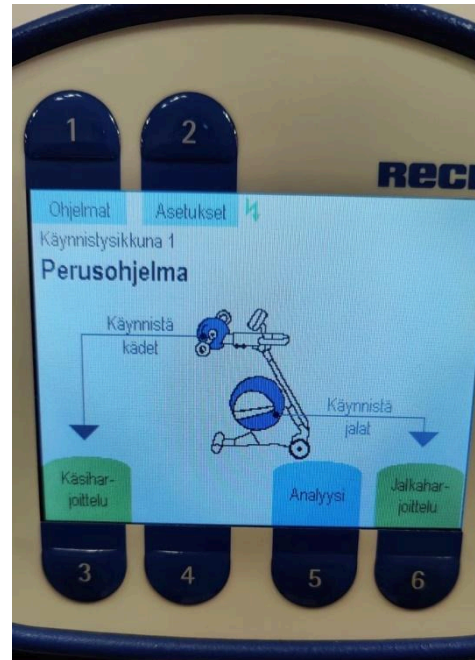 1 2
RECK
Ohjelmat Asetukset
Käynnistysikkuna 1
Perusohjelma
Käynnistä
kädet
Käynnistä
jalat
Käsihar-
joittelu
Analyysi
Jalkahar-
joittelu
3 4 5 6